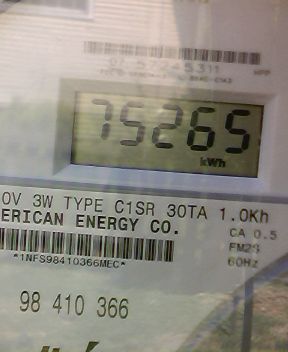 75265
kWh
0V 3W TYPE C1SR 30TA 1.0Kh
ERICAN ENERGY CO.
CA 0.5
FM2S
60Hz
*1NFS98410366MEC*
98 410 366